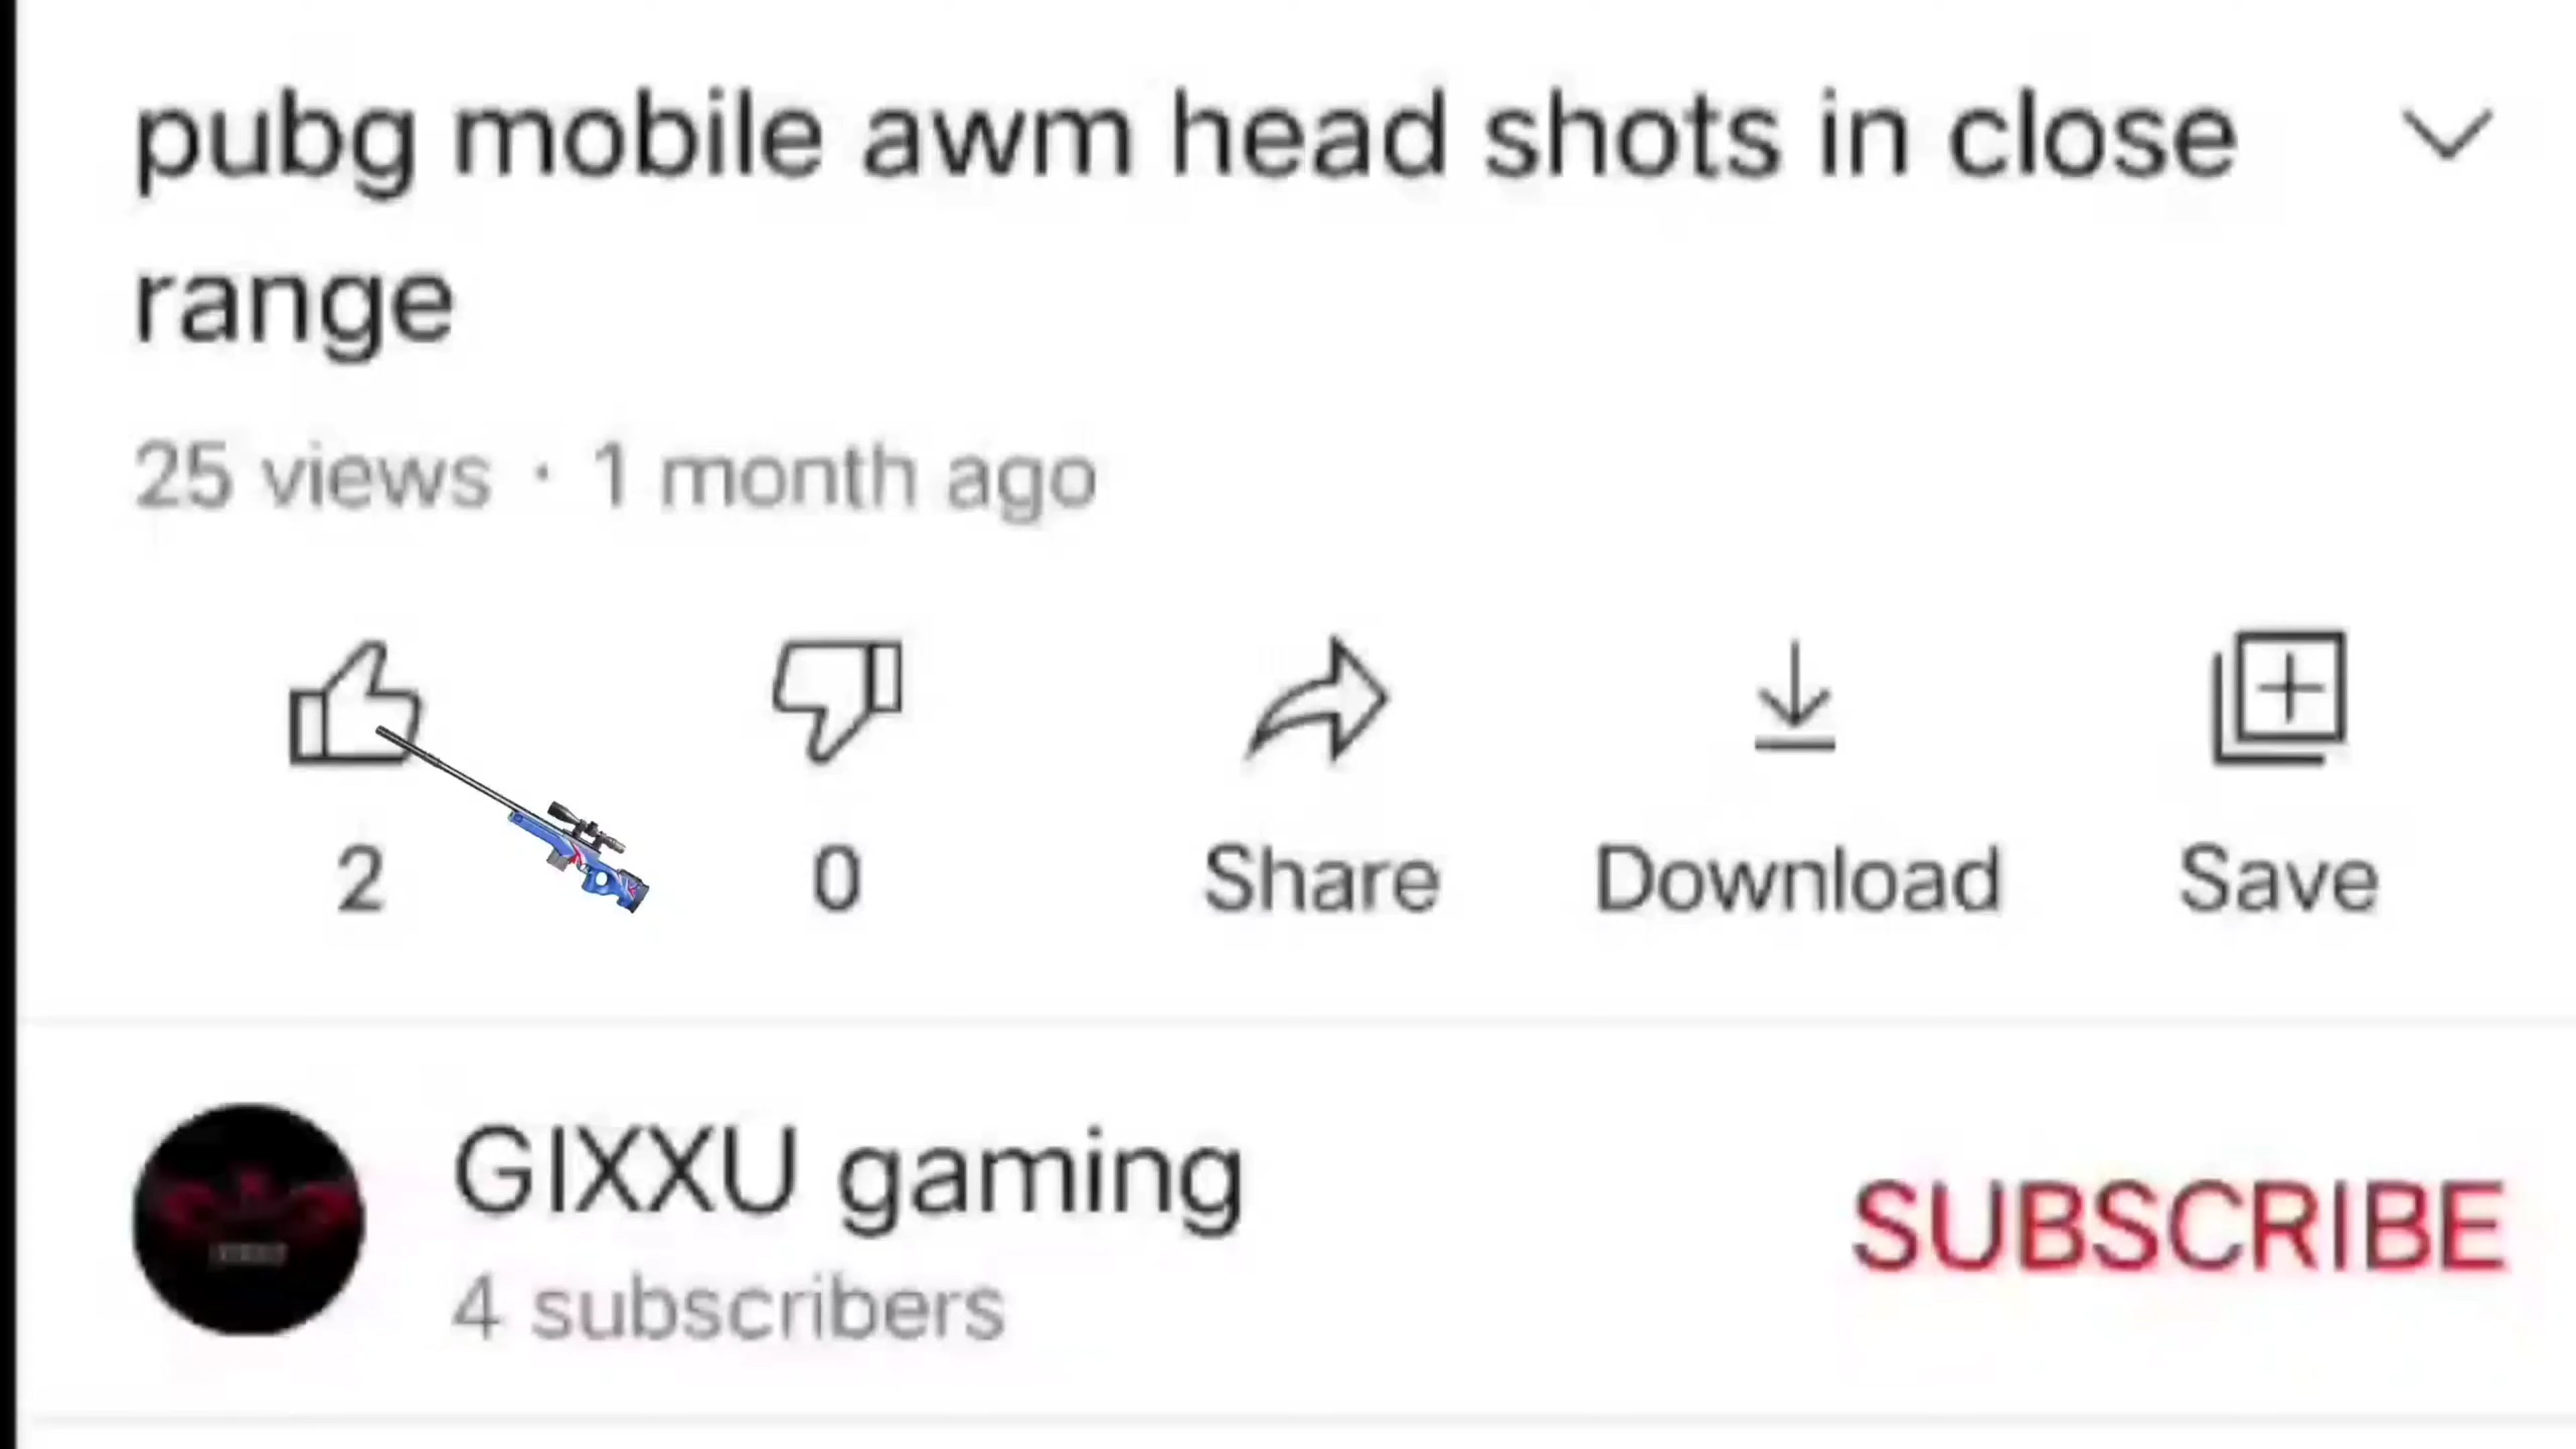 pubg mobile awm head shots in close
range
25 views · 1 month ago
2
0
Share
Download
Save
GIXXU gaming
4 subscribers
SUBSCRIBE